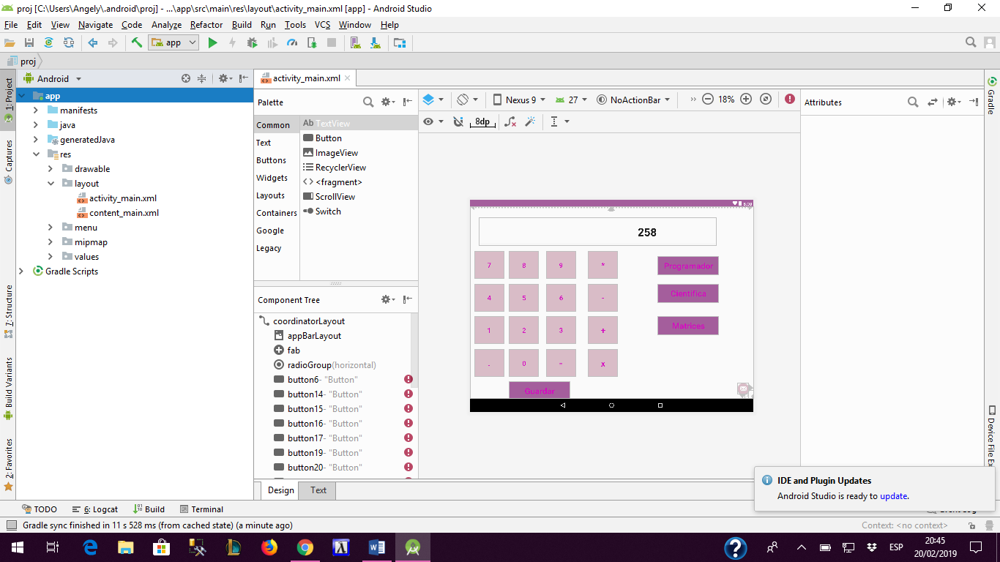 proj [C:\Users\Angely\.android\proj] - ...\app\src\main\res\layout\activity_main.xml [app] - Android Studio
File Edit View Navigate Code Analyze Refactor Build Run Tools VCS Window Help
app
proj
1: Project
Captures
7: Structure
Build Variants
2: Favorites
Android
app
manifests
java
generatedJava
res
drawable
layout
activity_main.xml
content_main.xml
menu
mipmap
values
Gradle Scripts
activity_main.xml
Palette
Common
Text
Buttons
Widgets
Layouts
Containers
Google
Legacy
Ab TextView
Button
ImageView
RecyclerView
<fragment>
ScrollView
Switch
Component Tree
coordinatorLayout
appBarLayout
fab
radioGroup(horizontal)
button6- "Button"
button14- "Button"
button15- "Button"
button16- "Button"
button17- "Button"
button19- "Button"
button20- "Button"
Design Text
Nexus 9 27 NoActionBar » 18%
8dp
8:00
258
7 8 9 * Programador
4 5 6 - Cientifica
1 2 3 + Matrices
. 0 = x
Guardar
Attributes
Gradle
Device File Ex
IDE and Plugin Updates
Android Studio is ready to update.
TODO 6: Logcat Build Terminal
Gradle sync finished in 11 s 528 ms (from cached state) (a minute ago)
Context: <no context>
ESP
20:45
20/02/2019